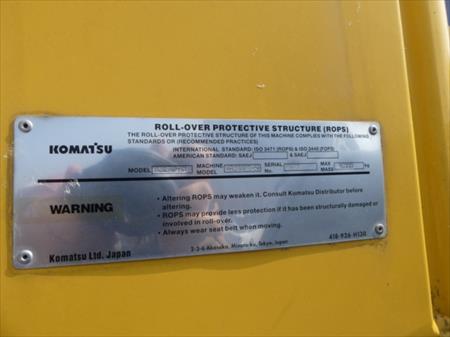 ROLL-OVER PROTECTIVE STRUCTURE (ROPS)
THE ROLL-OVER PROTECTIVE STRUCTURE OF THIS MACHINE COMPLIES WITH THE FOLLOWING
STANDARDS OR (RECOMMENDED PRACTICES)
KOMATSU
INTERNATIONAL STANDARD: ISO 3471 (ROPS) & ISO 3449 (FOPS)
AMERICAN STANDARD: SAEJ & SAEJ
MODEL MACHINE MODEL SERIAL No. MAX MASS kg
WARNING
• Altering ROPS may weaken it. Consult Komatsu Distributor before
altering.
• ROPS may provide less protection if it has been structurally damaged or
involved in roll-over.
• Always wear seat belt when moving.
Komatsu Ltd. Japan
2-3-6 Akasaka, Minato-ku, Tokyo, Japan
418-926-H130